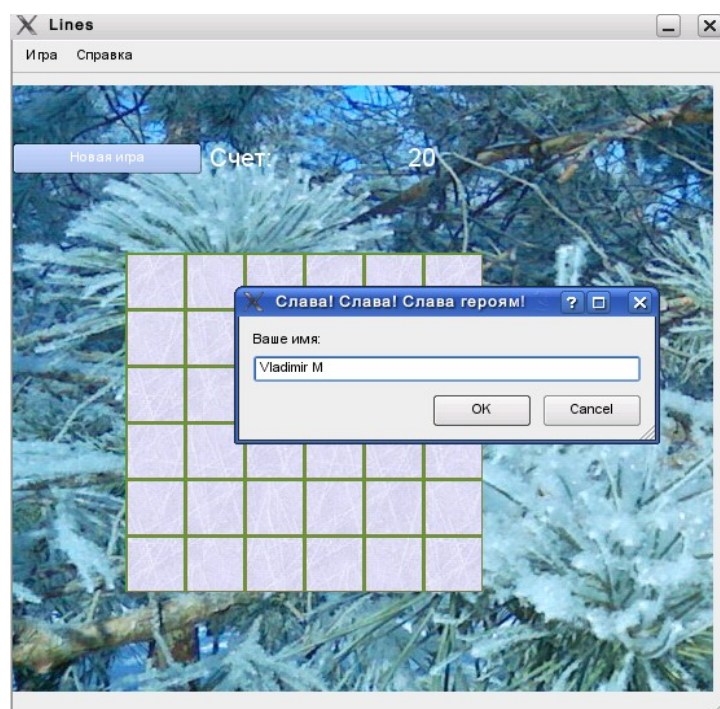 Lines
Игра Справка
Новая игра Счет: 20
Слава! Слава! Слава героям!
Ваше имя:
Vladimir M
OK Cancel